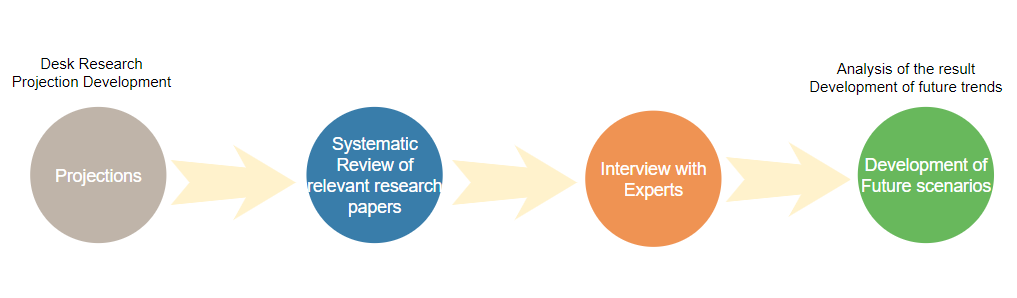 Desk Research
Projection Development
Projections
Systematic
Review of
relevant research
papers
Interview with
Experts
Analysis of the result
Development of future trends
Development of
Future scenarios